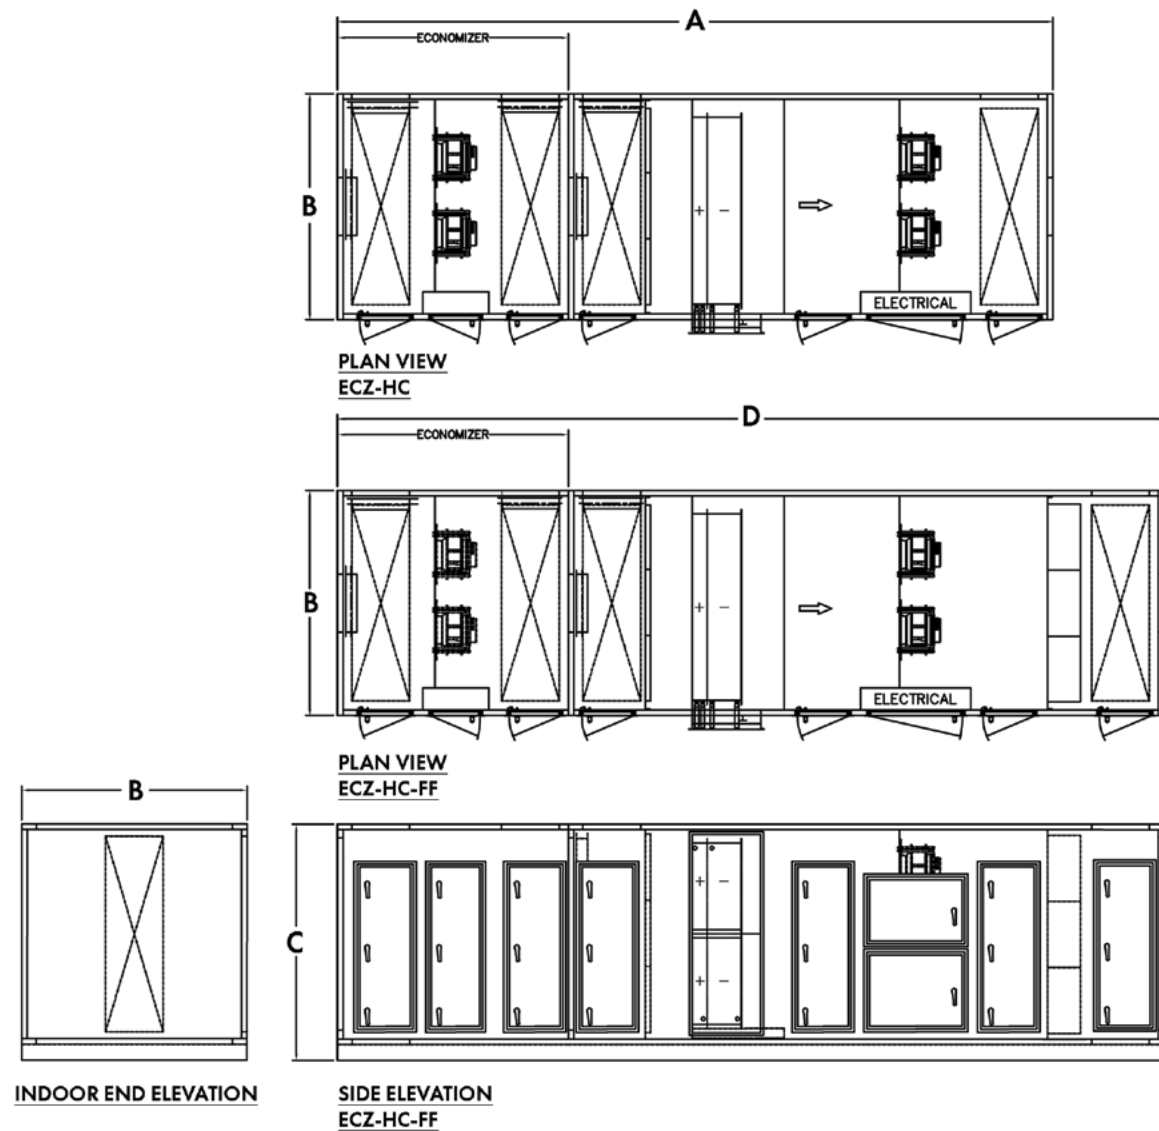 A
ECONOMIZER
B
+ −
ELECTRICAL
PLAN VIEW
ECZ-HC
D
ECONOMIZER
B
+ −
ELECTRICAL
PLAN VIEW
ECZ-HC-FF
B
C
+ −
+ −
INDOOR END ELEVATION
SIDE ELEVATION
ECZ-HC-FF